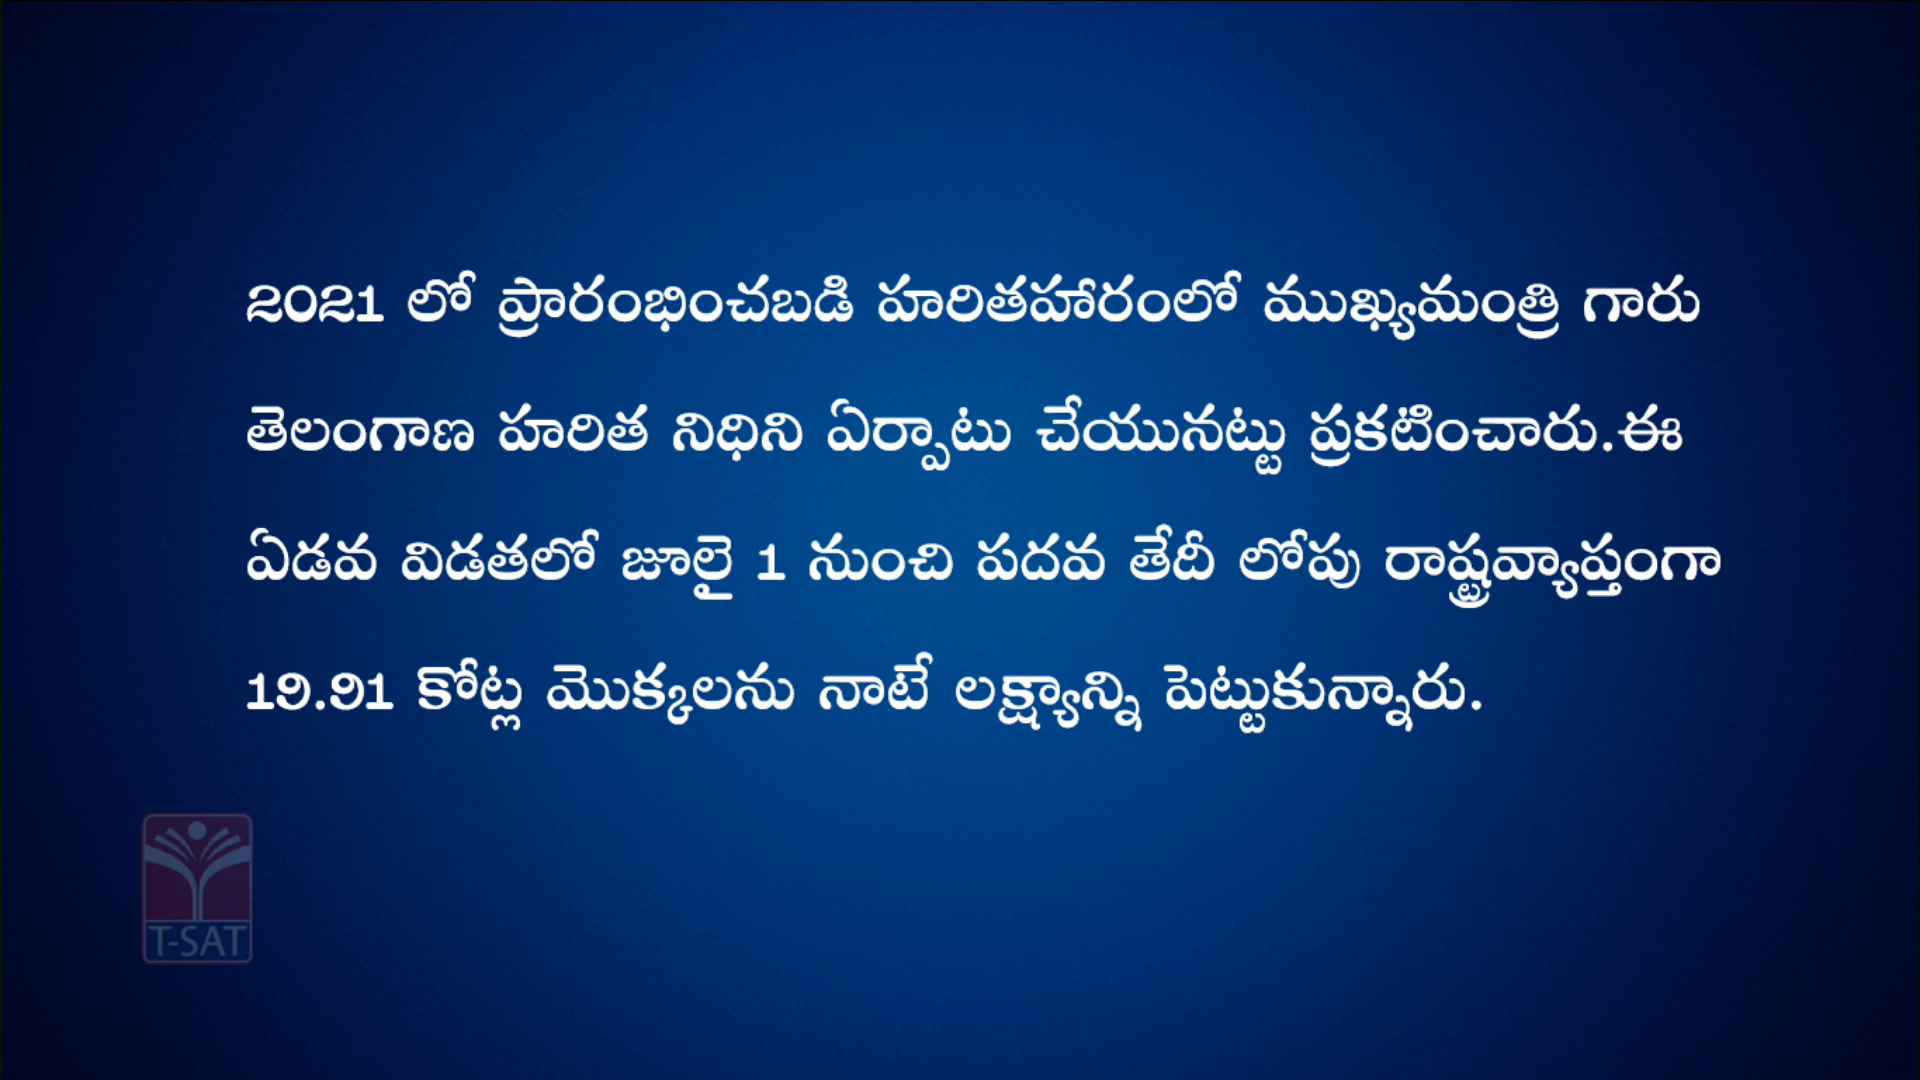 2021 లో ప్రారంభించబడి హరితహారంలో ముఖ్యమంత్రి గారు
తెలంగాణ హరిత నిధిని ఏర్పాటు చేయునట్టు ప్రకటించారు.ఈ
ఏడవ విడతలో జూలై 1 నుంచి పదవ తేదీ లోపు రాష్ట్రవ్యాప్తంగా
19.91 కోట్ల మొక్కలను నాటే లక్ష్యాన్ని పెట్టుకున్నారు.
T-SAT